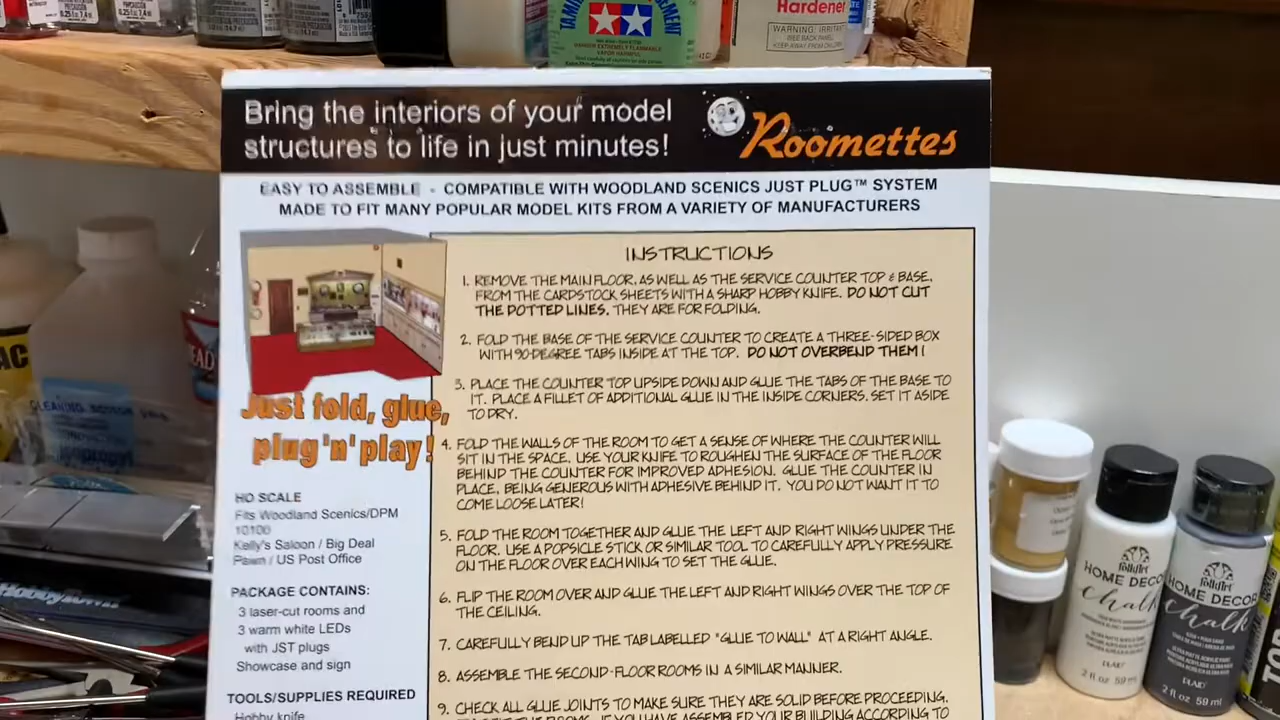 Hardener
WARNING: IRRITANT
TAMIYA
Bring the interiors of your model
structures to life in just minutes!
Roomettes
EASY TO ASSEMBLE - COMPATIBLE WITH WOODLAND SCENICS JUST PLUG™ SYSTEM
MADE TO FIT MANY POPULAR MODEL KITS FROM A VARIETY OF MANUFACTURERS
Just fold, glue,
plug 'n' play!
HO SCALE
Fits Woodland Scenics/DPM
10100
Kelly's Saloon / Big Deal
Pawn / US Post Office
PACKAGE CONTAINS:
3 laser-cut rooms and
3 warm white LEDs
with JST plugs
Showcase and sign
TOOLS/SUPPLIES REQUIRED
Hobby knife
INSTRUCTIONS
1. REMOVE THE MAIN FLOOR, AS WELL AS THE SERVICE COUNTER TOP & BASE,
FROM THE CARDSTOCK SHEETS WITH A SHARP HOBBY KNIFE. DO NOT CUT
THE DOTTED LINES. THEY ARE FOR FOLDING.
2. FOLD THE BASE OF THE SERVICE COUNTER TO CREATE A THREE-SIDED BOX
WITH 90-DEGREE TABS INSIDE AT THE TOP. DO NOT OVERBEND THEM!
3. PLACE THE COUNTER TOP UPSIDE DOWN AND GLUE THE TABS OF THE BASE TO
IT. PLACE A FILLET OF ADDITIONAL GLUE IN THE INSIDE CORNERS. SET IT ASIDE
TO DRY.
4. FOLD THE WALLS OF THE ROOM TO GET A SENSE OF WHERE THE COUNTER WILL
SIT IN THE SPACE. USE YOUR KNIFE TO ROUGHEN THE SURFACE OF THE FLOOR
BEHIND THE COUNTER FOR IMPROVED ADHESION. GLUE THE COUNTER IN
PLACE, BEING GENEROUS WITH ADHESIVE BEHIND IT. YOU DO NOT WANT IT TO
COME LOOSE LATER!
5. FOLD THE ROOM TOGETHER AND GLUE THE LEFT AND RIGHT WINGS UNDER THE
FLOOR. USE A POPSICLE STICK OR SIMILAR TOOL TO CAREFULLY APPLY PRESSURE
ON THE FLOOR OVER EACH WING TO SET THE GLUE.
6. FLIP THE ROOM OVER AND GLUE THE LEFT AND RIGHT WINGS OVER THE TOP OF
THE CEILING.
7. CAREFULLY BEND UP THE TAB LABELLED "GLUE TO WALL" AT A RIGHT ANGLE.
8. ASSEMBLE THE SECOND-FLOOR ROOMS IN A SIMILAR MANNER.
9. CHECK ALL GLUE JOINTS TO MAKE SURE THEY ARE SOLID BEFORE PROCEEDING.
HobbyTown
folkArt
HOME DECOR
Chalk
PLAID
2 fl oz 59 ml
folkArt
HOME DECOR
Chalk
PLAID
2 fl oz 59 ml